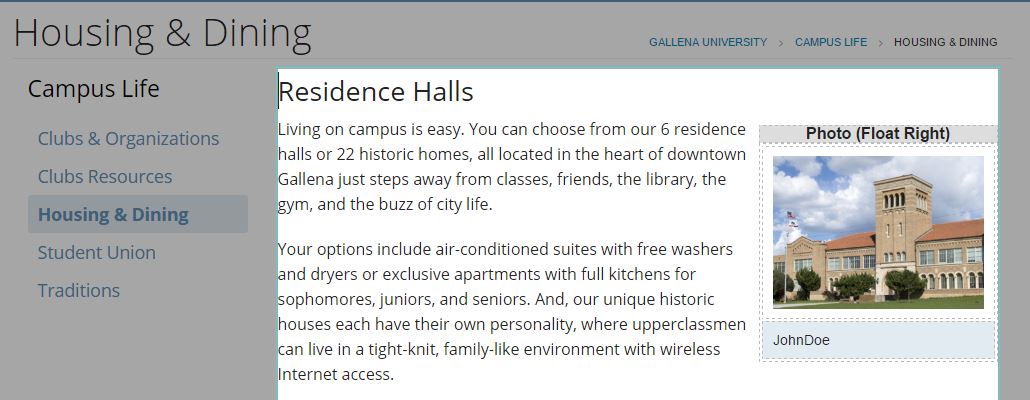 Housing & Dining
GALLENA UNIVERSITY > CAMPUS LIFE > HOUSING & DINING
Campus Life
Clubs & Organizations
Clubs Resources
Housing & Dining
Student Union
Traditions
Residence Halls
Living on campus is easy. You can choose from our 6 residence
halls or 22 historic homes, all located in the heart of downtown
Gallena just steps away from classes, friends, the library, the
gym, and the buzz of city life.
Your options include air-conditioned suites with free washers
and dryers or exclusive apartments with full kitchens for
sophomores, juniors, and seniors. And, our unique historic
houses each have their own personality, where upperclassmen
can live in a tight-knit, family-like environment with wireless
Internet access.
Photo (Float Right)
JohnDoe